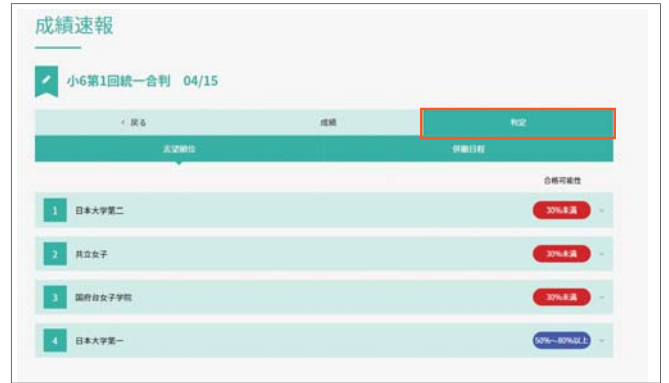 成績速報
小6第1回統一合判 04/15
< 戻る 成績 判定
志望順位 併願日程
合格可能性
1 日本大学第二 30%未満
2 共立女子 30%未満
3 国府台女子学院 30%未満
4 日本大学第一 50%~80%以上